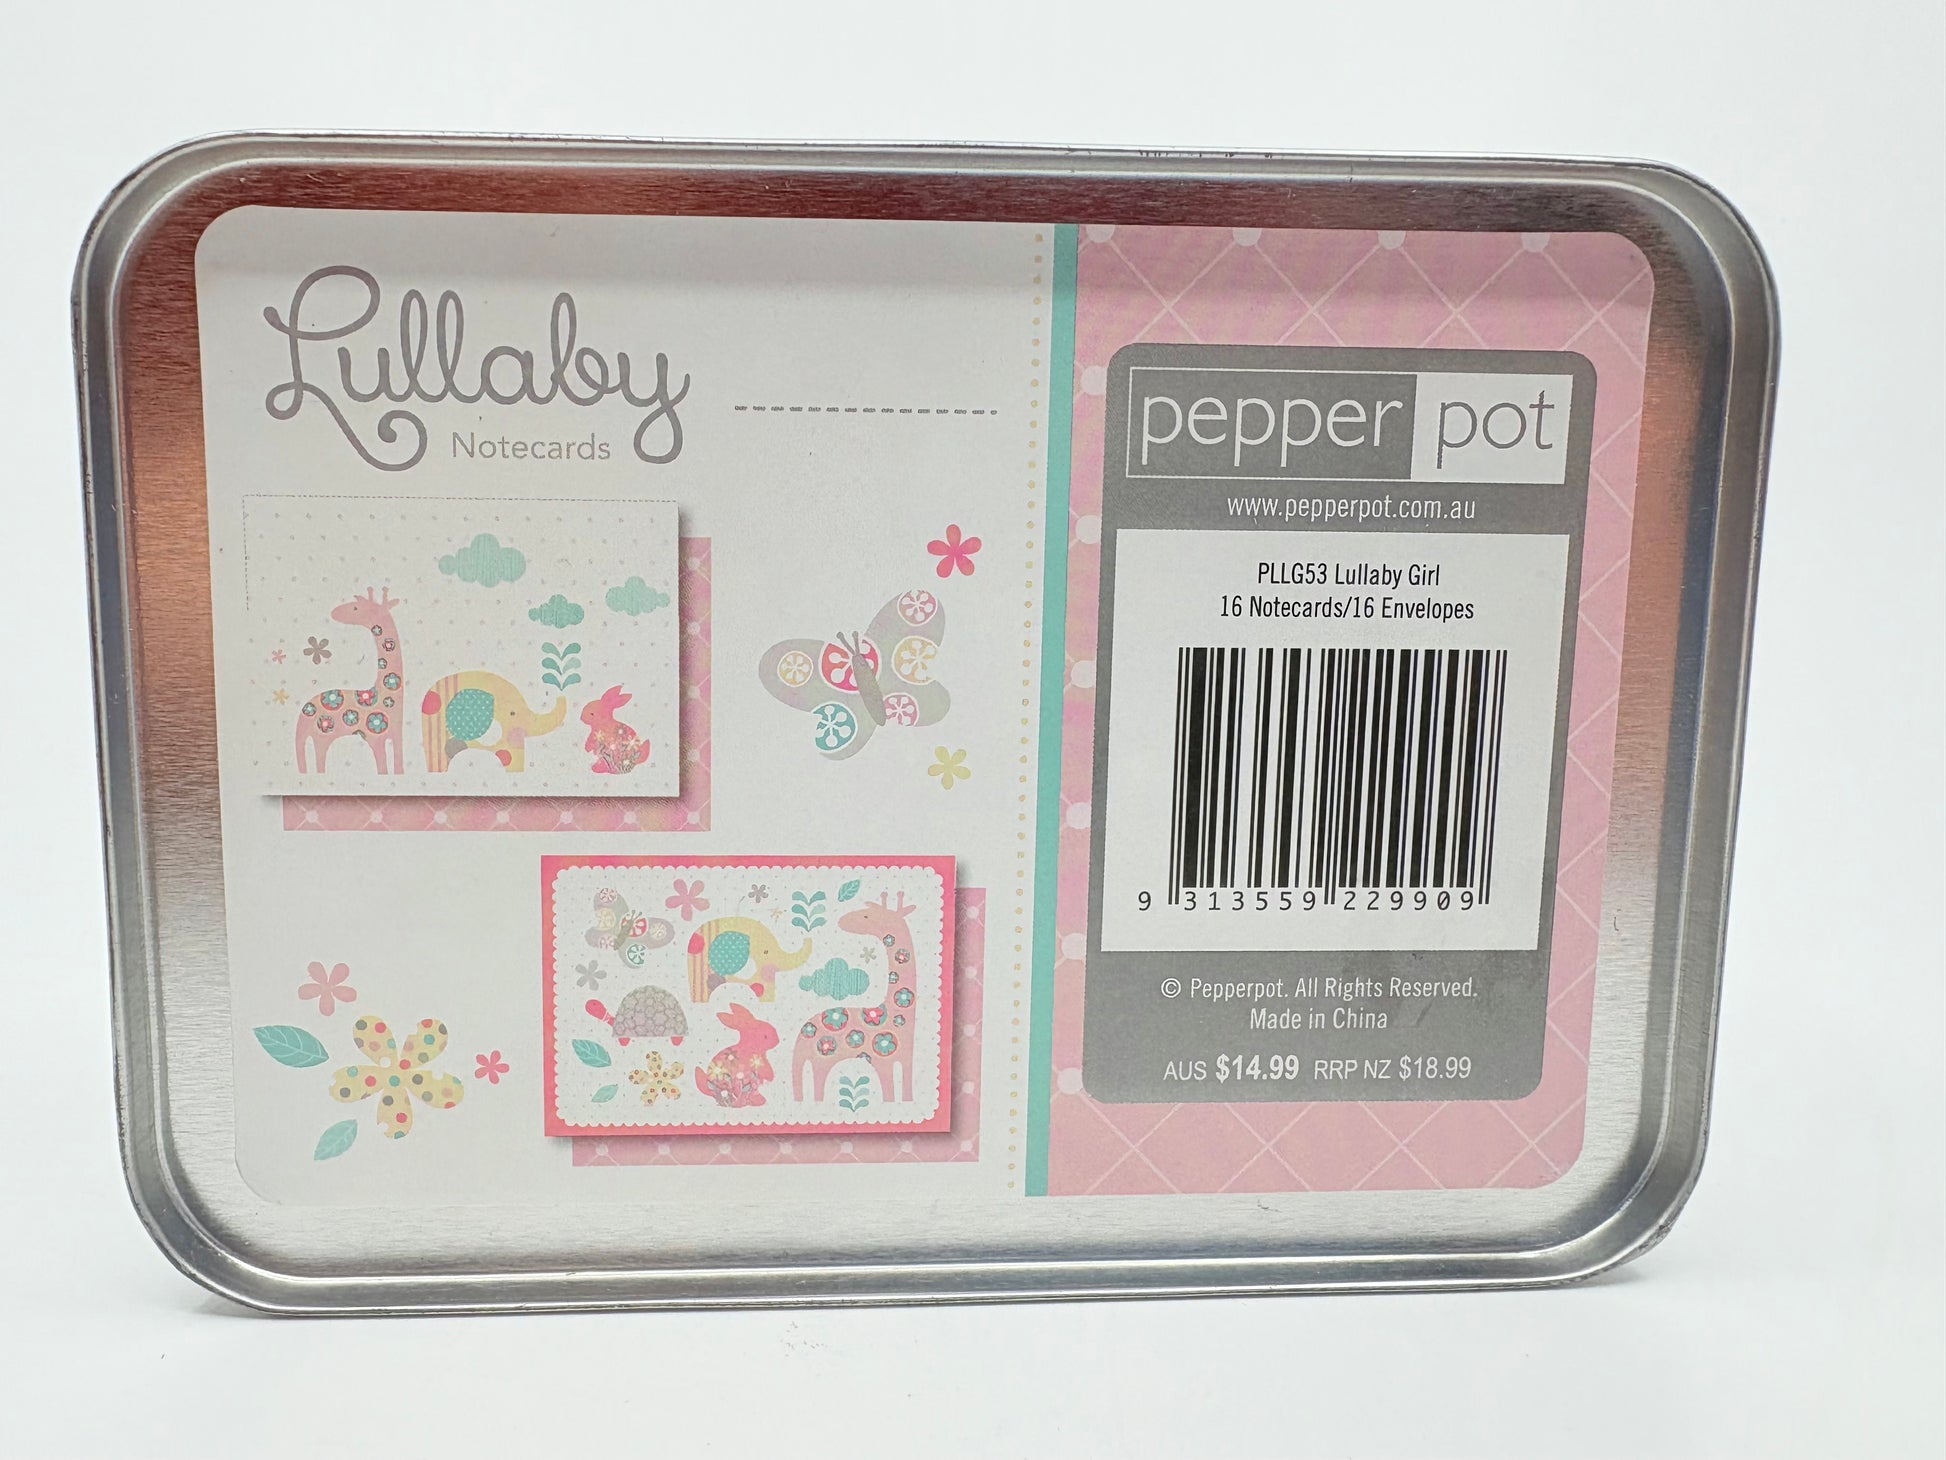 Lullaby
Notecards
pepper pot
www.pepperpot.com.au
PLLG53 Lullaby Girl
16 Notecards/16 Envelopes
9 313559 229909
© Pepperpot. All Rights Reserved.
Made in China
AUS $14.99 RRP NZ $18.99